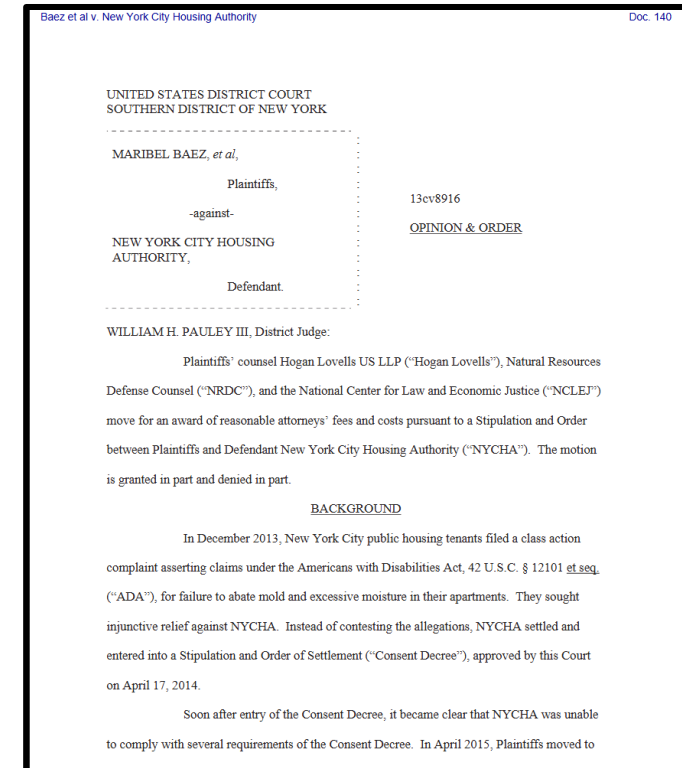 Baez et al v. New York City Housing Authority Doc. 140
UNITED STATES DISTRICT COURT
SOUTHERN DISTRICT OF NEW YORK
MARIBEL BAEZ, et al,
Plaintiffs,
-against-
NEW YORK CITY HOUSING
AUTHORITY,
Defendant.
13cv8916
OPINION & ORDER
WILLIAM H. PAULEY III, District Judge:
Plaintiffs' counsel Hogan Lovells US LLP ("Hogan Lovells"), Natural Resources
Defense Counsel ("NRDC"), and the National Center for Law and Economic Justice ("NCLEJ")
move for an award of reasonable attorneys' fees and costs pursuant to a Stipulation and Order
between Plaintiffs and Defendant New York City Housing Authority ("NYCHA"). The motion
is granted in part and denied in part.
BACKGROUND
In December 2013, New York City public housing tenants filed a class action
complaint asserting claims under the Americans with Disabilities Act, 42 U.S.C. § 12101 et seq.
("ADA"), for failure to abate mold and excessive moisture in their apartments. They sought
injunctive relief against NYCHA. Instead of contesting the allegations, NYCHA settled and
entered into a Stipulation and Order of Settlement ("Consent Decree"), approved by this Court
on April 17, 2014.
Soon after entry of the Consent Decree, it became clear that NYCHA was unable
to comply with several requirements of the Consent Decree. In April 2015, Plaintiffs moved to